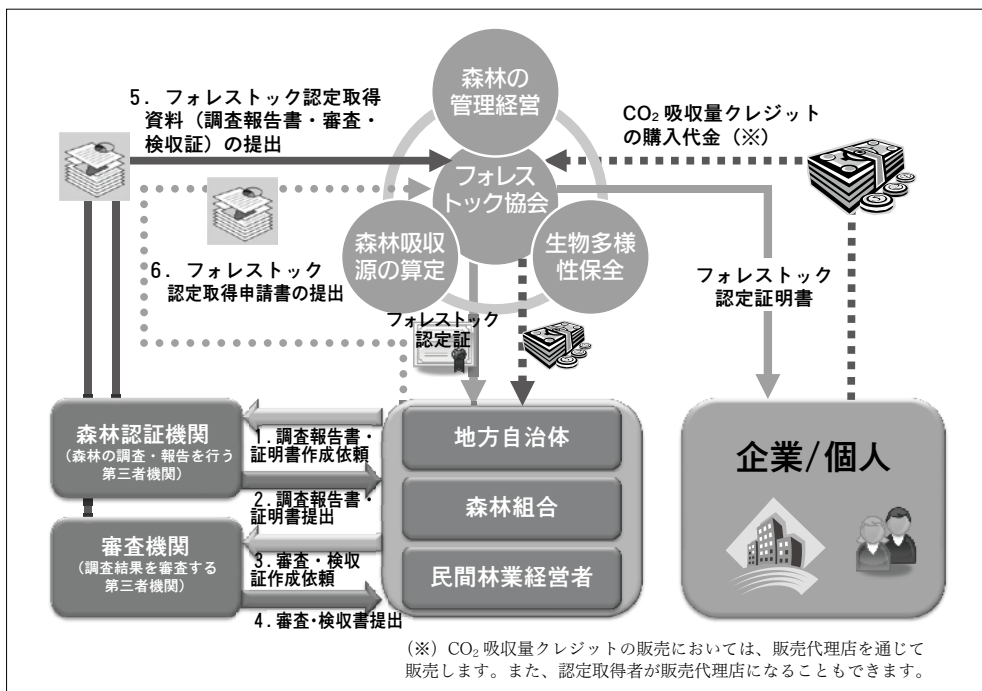 森林の
管理経営
5．フォレストック認定取得
資料（調査報告書・審査・
検収証）の提出
CO₂吸収量クレジット
の購入代金（※）
フォレス
トック協会
森林吸収
源の算定
生物多様
性保全
6．フォレストック
認定取得申請書の提出
フォレストック
認定証明書
フォレストック
認定証
森林認証機関
（森林の調査・報告を行う
第三者機関）
1.調査報告書・
証明書作成依頼
2.調査報告書・
証明書提出
審査機関
（調査結果を審査する
第三者機関）
3.審査・検収
証作成依頼
4.審査・検収書提出
地方自治体
森林組合
民間林業経営者
企業/個人
（※）CO₂吸収量クレジットの販売においては、販売代理店を通じて
販売します。また、認定取得者が販売代理店になることもできます。